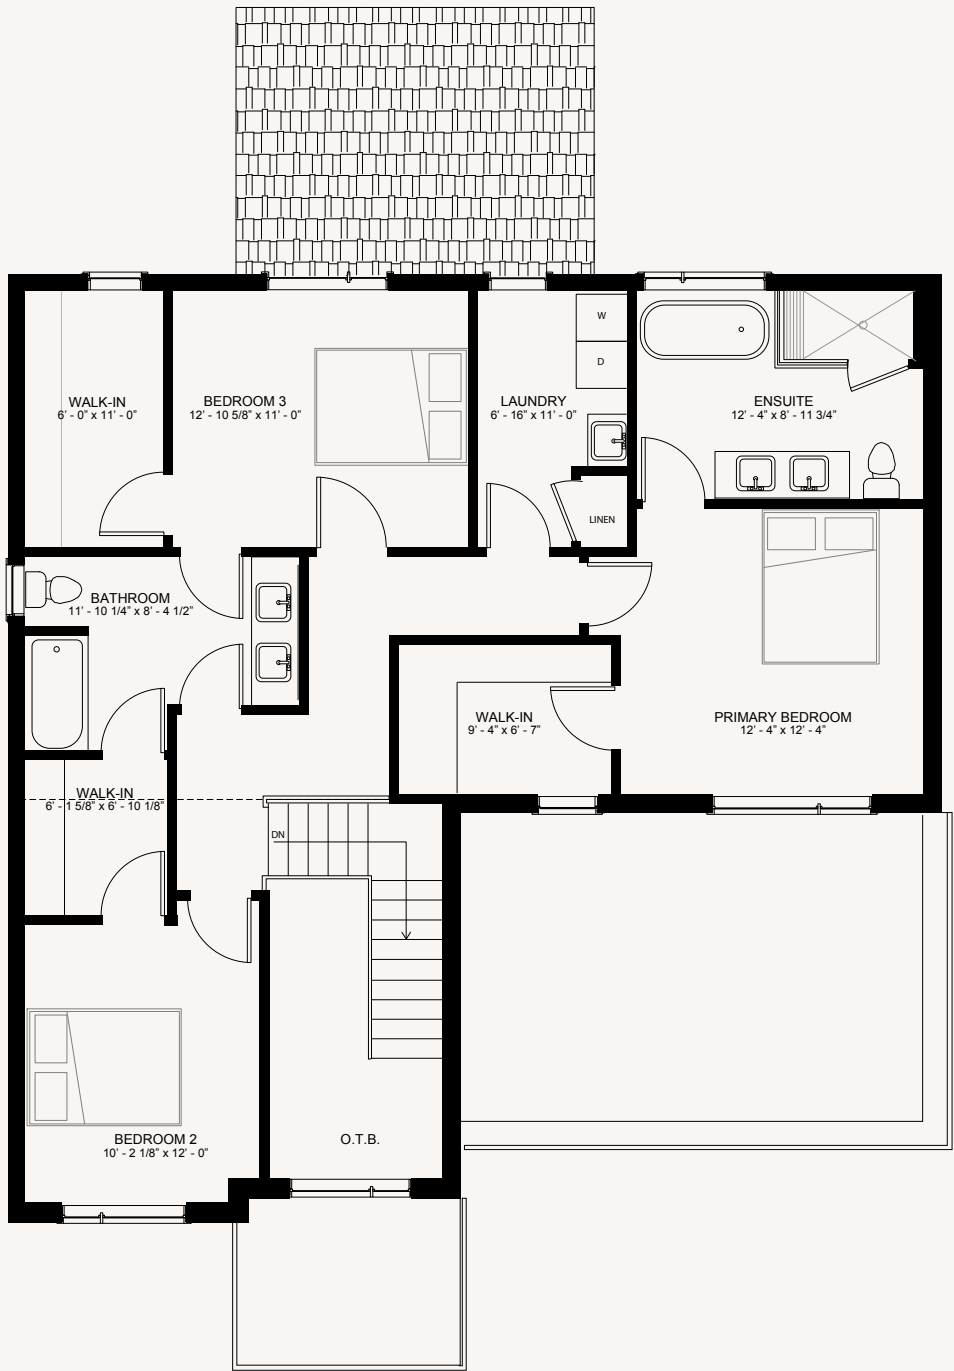 W
D
WALK-IN
6' - 0" x 11' - 0"
BEDROOM 3
12' - 10 5/8" x 11' - 0"
LAUNDRY
6' - 16" x 11' - 0"
ENSUITE
12' - 4" x 8' - 11 3/4"
LINEN
BATHROOM
11' - 10 1/4" x 8' - 4 1/2"
WALK-IN
9' - 4" x 6' - 7"
PRIMARY BEDROOM
12' - 4" x 12' - 4"
WALK-IN
6' - 1 5/8" x 6' - 10 1/8"
DN
BEDROOM 2
10' - 2 1/8" x 12' - 0"
O.T.B.